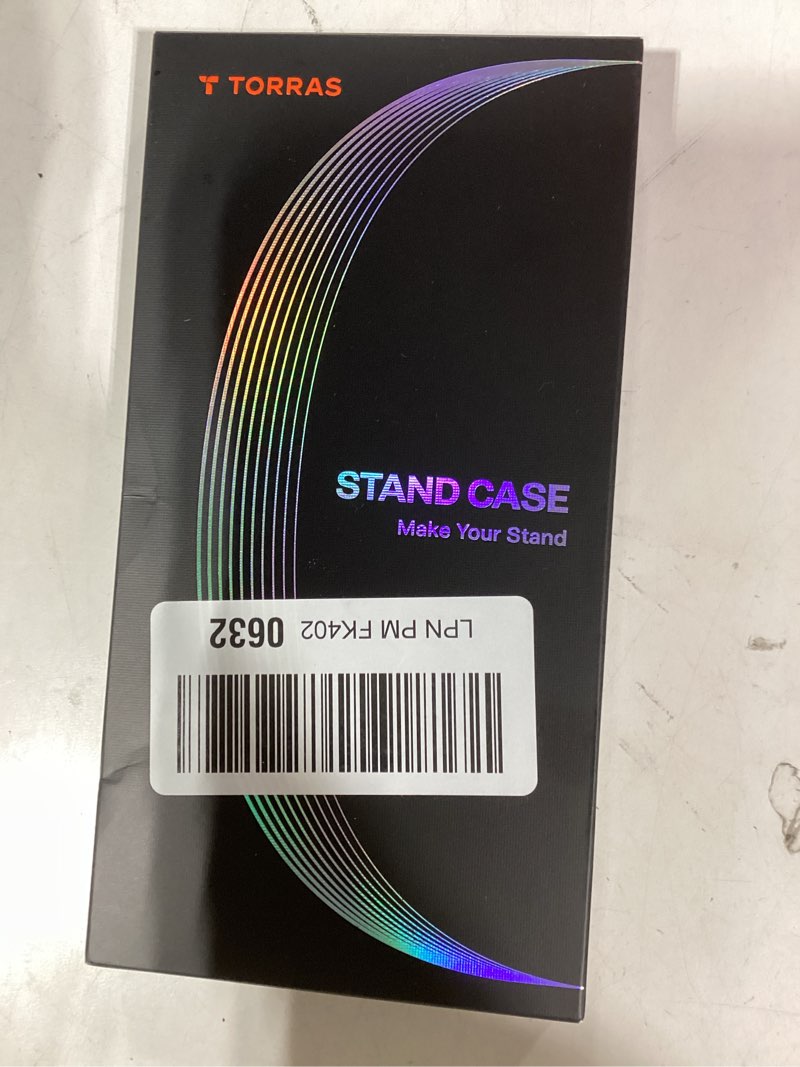 TORRAS
STAND CASE
Make Your Stand
LPN PM FK402 0632